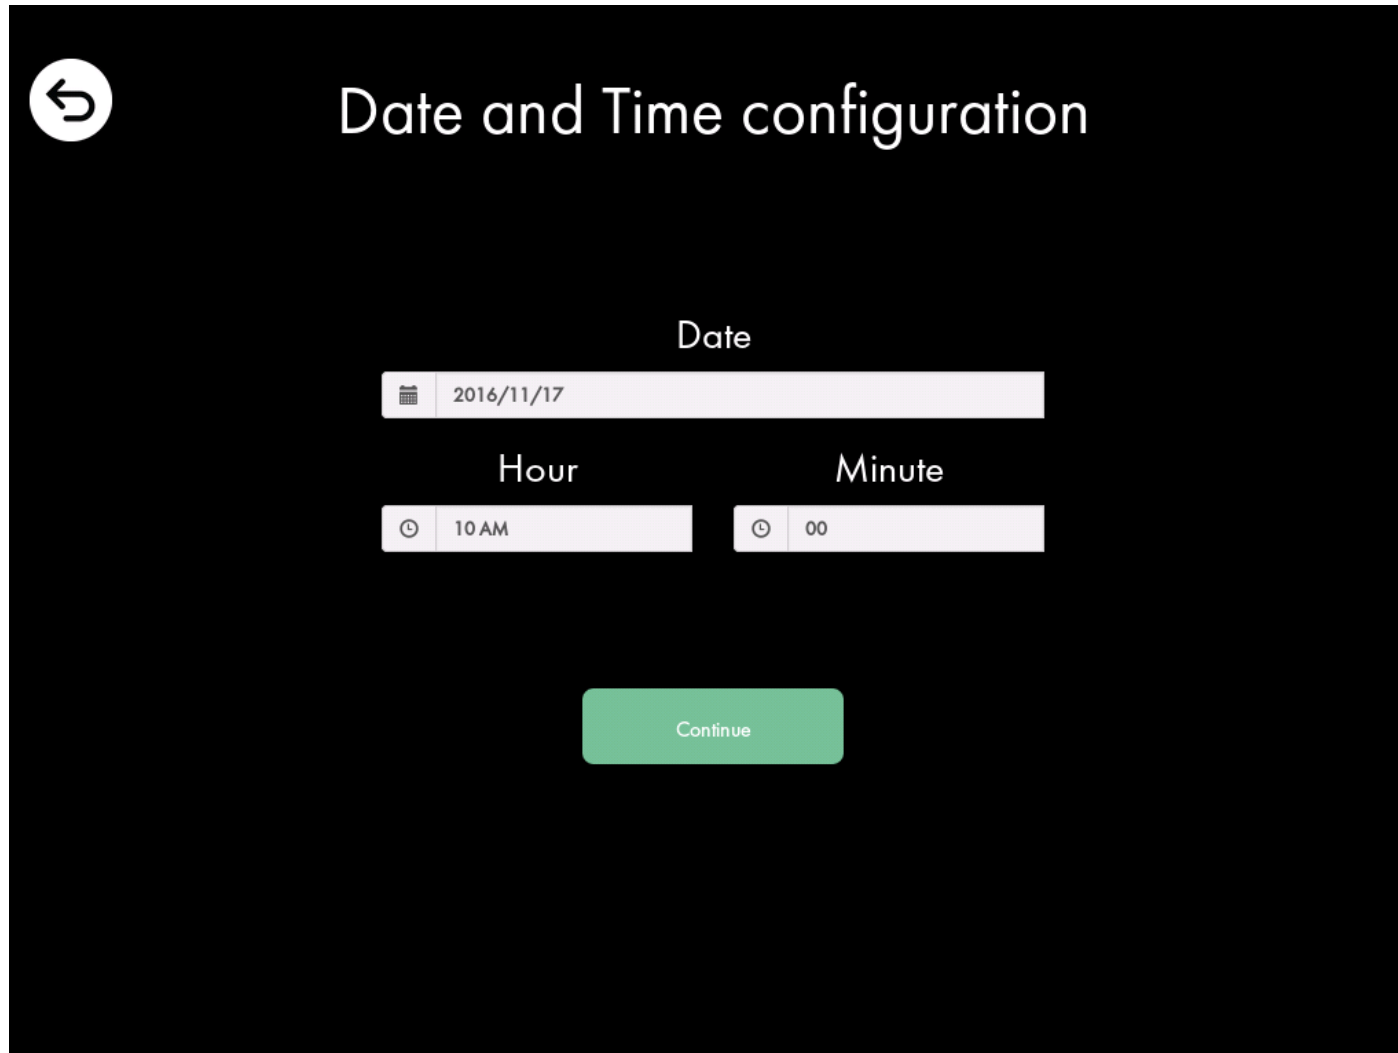 Date and Time configuration
Date
2016/11/17
Hour Minute
10 AM 00
Continue